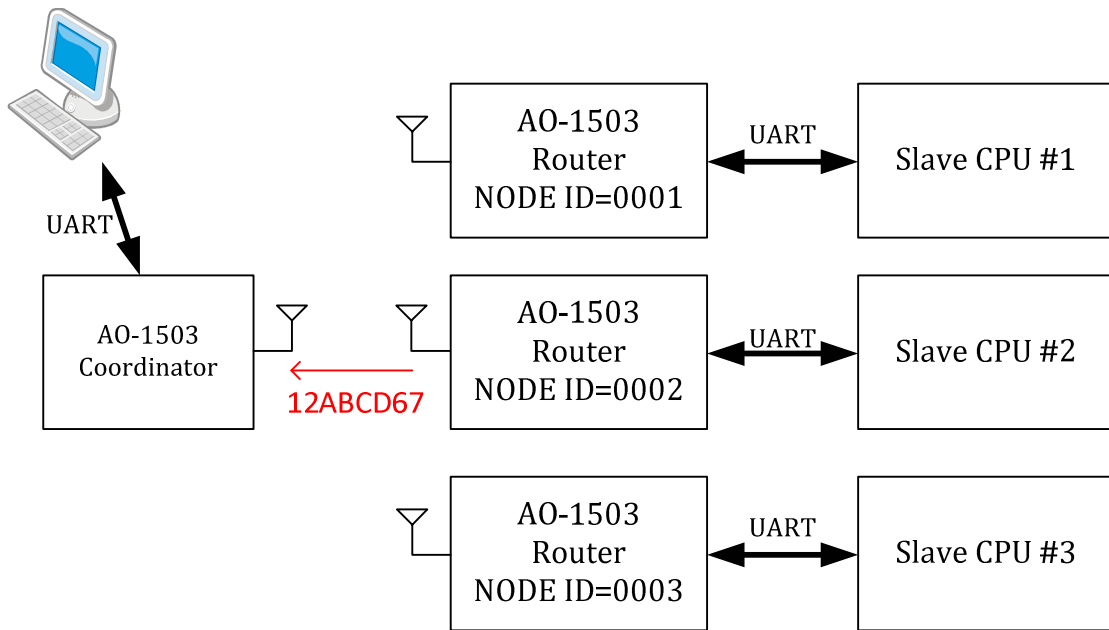 AO-1503
Router
NODE ID=0001
UART
Slave CPU #1
UART
AO-1503
Coordinator
12ABCD67
AO-1503
Router
NODE ID=0002
UART
Slave CPU #2
AO-1503
Router
NODE ID=0003
UART
Slave CPU #3